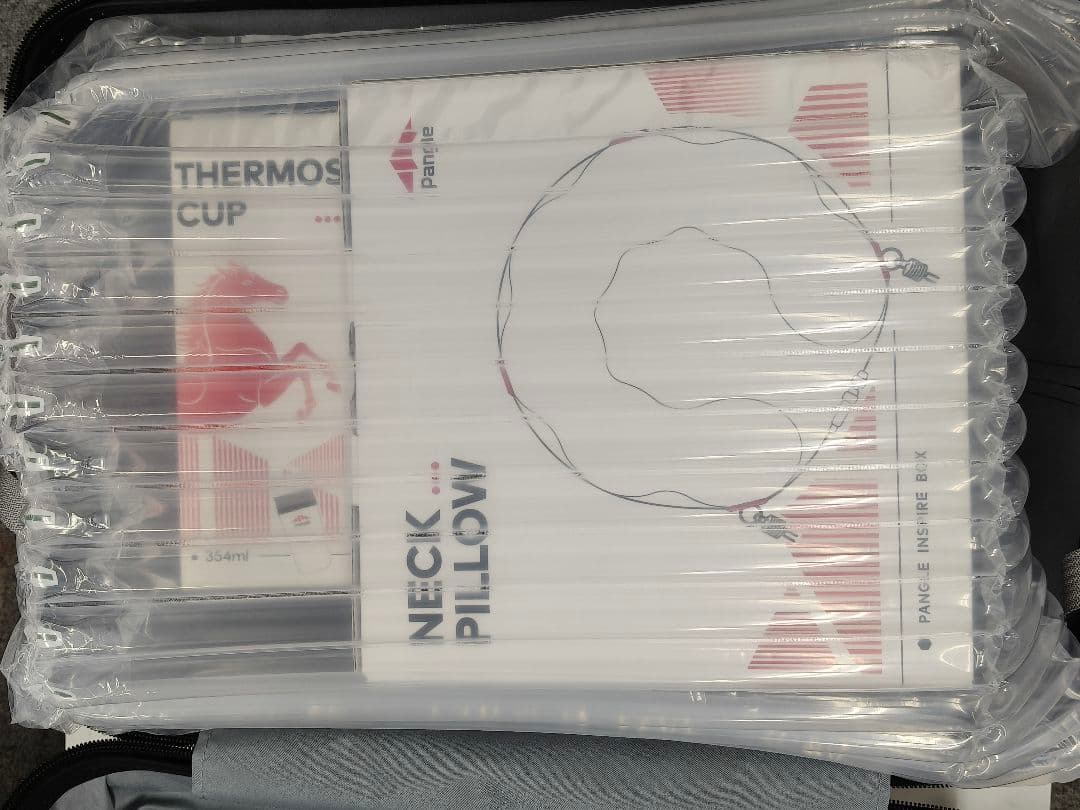 THERMOS
CUP
354ml
Pangle
NECK
PILLOW
PANGLE INSPIRE BOX